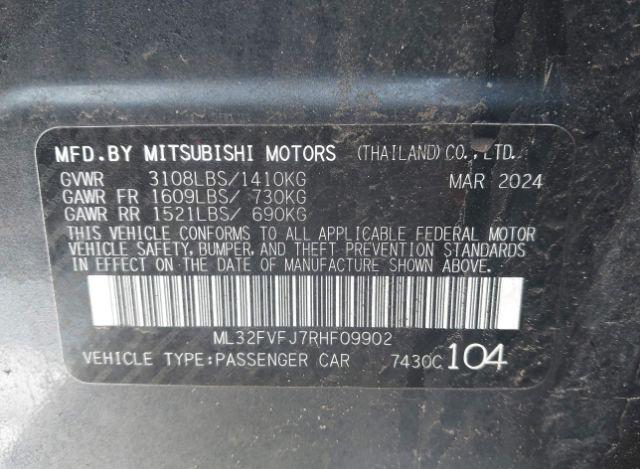 MFD.BY MITSUBISHI MOTORS (THAILAND)CO.,LTD.
GVWR 3108LBS/1410KG MAR 2024
GAWR FR 1609LBS/ 730KG
GAWR RR 1521LBS/ 690KG
THIS VEHICLE CONFORMS TO ALL APPLICABLE FEDERAL MOTOR
VEHICLE SAFETY, BUMPER, AND THEFT PREVENTION STANDARDS
IN EFFECT ON THE DATE OF MANUFACTURE SHOWN ABOVE.
ML32FVFJ7RHF09902
VEHICLE TYPE:PASSENGER CAR 7430C 104